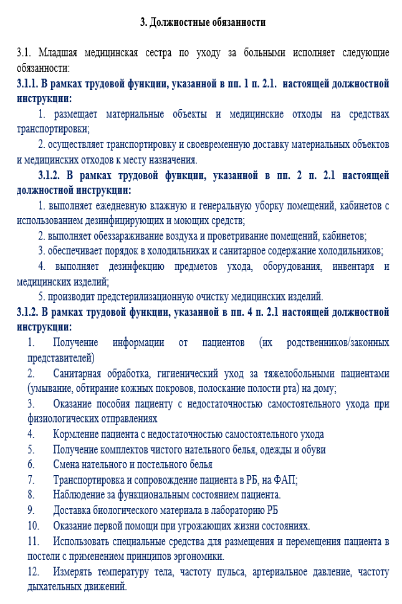 3. Должностные обязанности
3.1. Младшая медицинская сестра по уходу за больными исполняет следующие
обязанности:
3.1.1. В рамках трудовой функции, указанной в пп. 1 п. 2.1. настоящей должностной
инструкции:
1. размещает материальные объекты и медицинские отходы на средствах
транспортировки;
2. осуществляет транспортировку и своевременную доставку материальных объектов
и медицинских отходов к месту назначения.
3.1.2. В рамках трудовой функции, указанной в пп. 2 п. 2.1 настоящей
должностной инструкции:
1. выполняет ежедневную влажную и генеральную уборку помещений, кабинетов с
использованием дезинфицирующих и моющих средств;
2. выполняет обеззараживание воздуха и проветривание помещений, кабинетов;
3. обеспечивает порядок в холодильниках и санитарное содержание холодильников;
4. выполняет дезинфекцию предметов ухода, оборудования, инвентаря и
медицинских изделий;
5. производит предстерилизационную очистку медицинских изделий.
3.1.2. В рамках трудовой функции, указанной в пп. 4 п. 2.1 настоящей должностной
инструкции:
1. Получение информации от пациентов (их родственников/законных
представителей)
2. Санитарная обработка, гигиенический уход за тяжелобольными пациентами
(умывание, обтирание кожных покровов, полоскание полости рта) на дому;
3. Оказание пособия пациенту с недостаточностью самостоятельного ухода при
физиологических отправлениях
4. Кормление пациента с недостаточностью самостоятельного ухода
5. Получение комплектов чистого нательного белья, одежды и обуви
6. Смена нательного и постельного белья
7. Транспортировка и сопровождение пациента в РБ, на ФАП;
8. Наблюдение за функциональным состоянием пациента.
9. Доставка биологического материала в лабораторию РБ
10. Оказание первой помощи при угрожающих жизни состояниях.
11. Использовать специальные средства для размещения и перемещения пациента в
постели с применением принципов эргономики.
12. Измерять температуру тела, частоту пульса, артериальное давление, частоту
дыхательных движений.